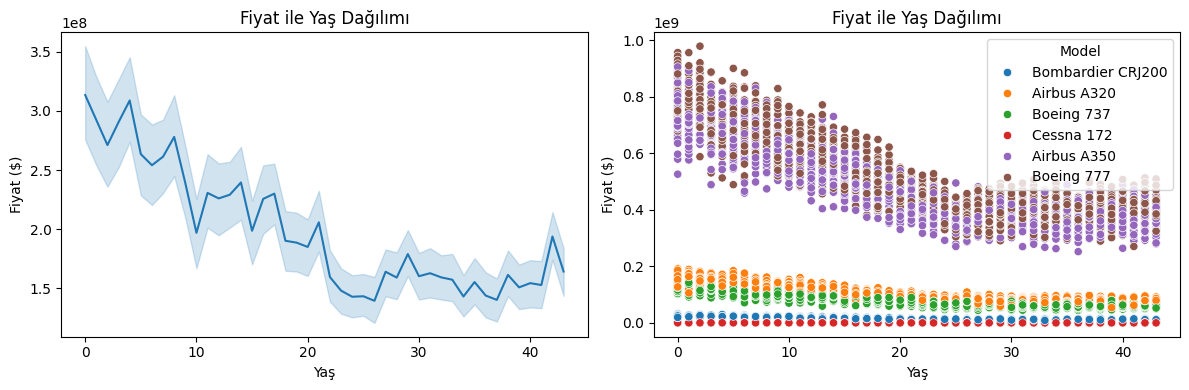 Fiyat ile Yaş Dağılımı
1e8
Fiyat ($)
3.5
3.0
2.5
2.0
1.5
0 10 20 30 40
Yaş
Fiyat ile Yaş Dağılımı
1e9
Fiyat ($)
1.0
0.8
0.6
0.4
0.2
0.0
0 10 20 30 40
Yaş
Model
Bombardier CRJ200
Airbus A320
Boeing 737
Cessna 172
Airbus A350
Boeing 777